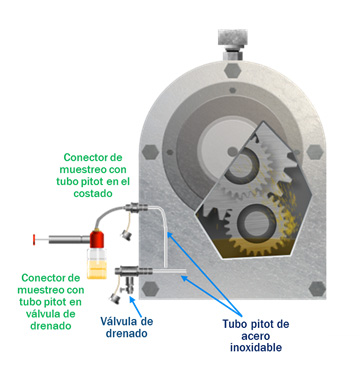 Conector de
muestreo con
tubo pitot en el
costado
Conector de
muestreo con
tubo pitot en
válvula de
drenado
Válvula de
drenado
Tubo pitot de
acero
inoxidable